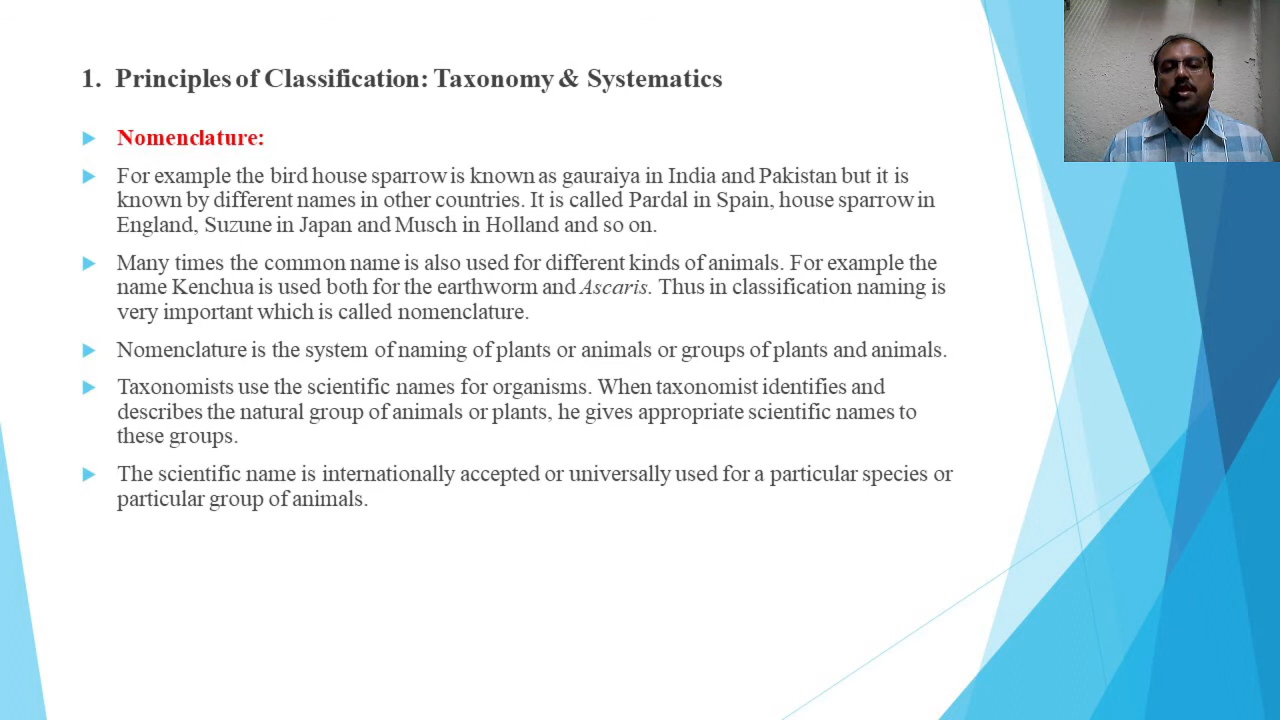 1. Principles of Classification: Taxonomy & Systematics
Nomenclature:
For example the bird house sparrow is known as gauraiya in India and Pakistan but it is
known by different names in other countries. It is called Pardal in Spain, house sparrow in
England, Suzune in Japan and Musch in Holland and so on.
Many times the common name is also used for different kinds of animals. For example the
name Kenchua is used both for the earthworm and Ascaris. Thus in classification naming is
very important which is called nomenclature.
Nomenclature is the system of naming of plants or animals or groups of plants and animals.
Taxonomists use the scientific names for organisms. When taxonomist identifies and
describes the natural group of animals or plants, he gives appropriate scientific names to
these groups.
The scientific name is internationally accepted or universally used for a particular species or
particular group of animals.